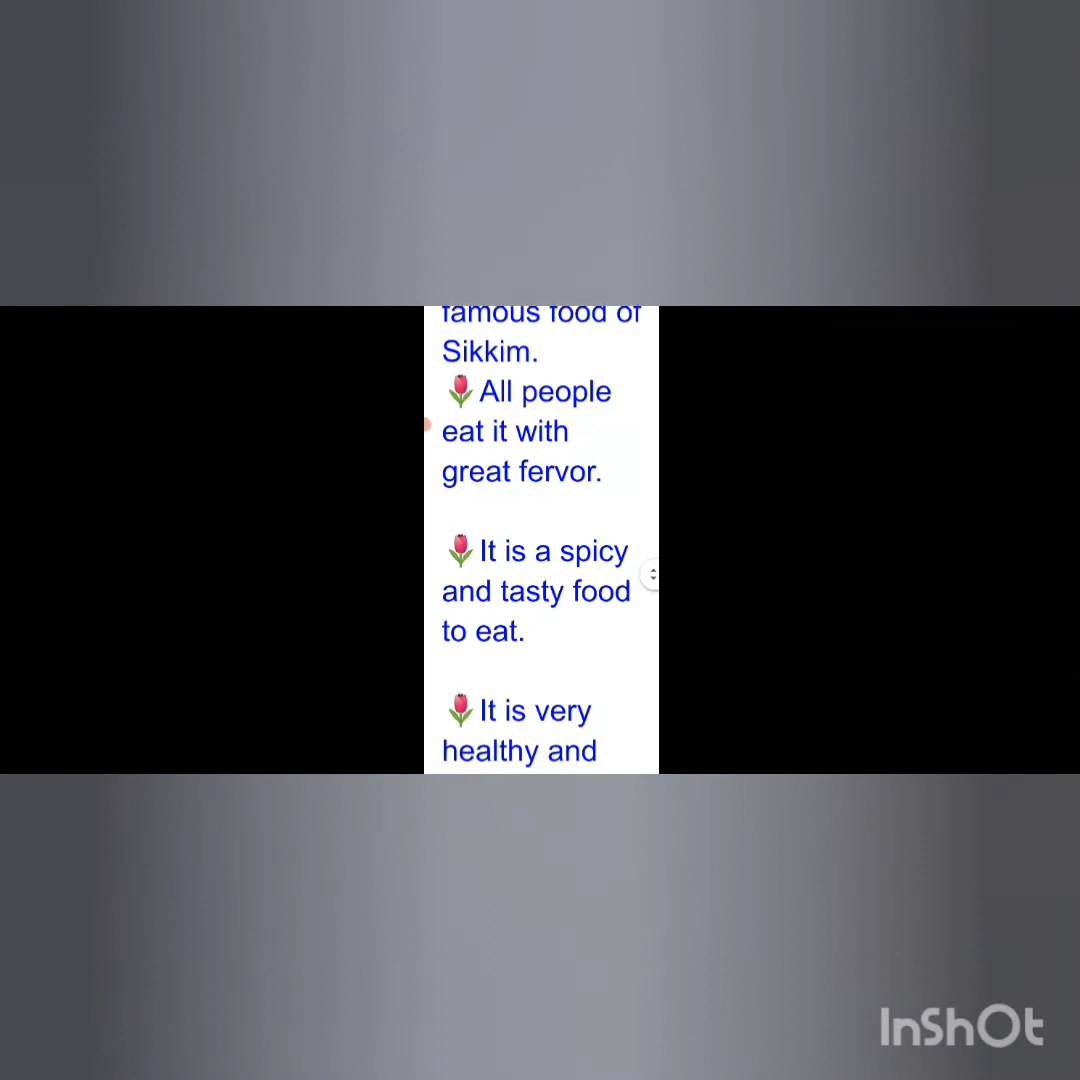 famous food of
Sikkim.
🌷All people
eat it with
great fervor.
🌷It is a spicy
and tasty food
to eat.
🌷It is very
healthy and
InShOt